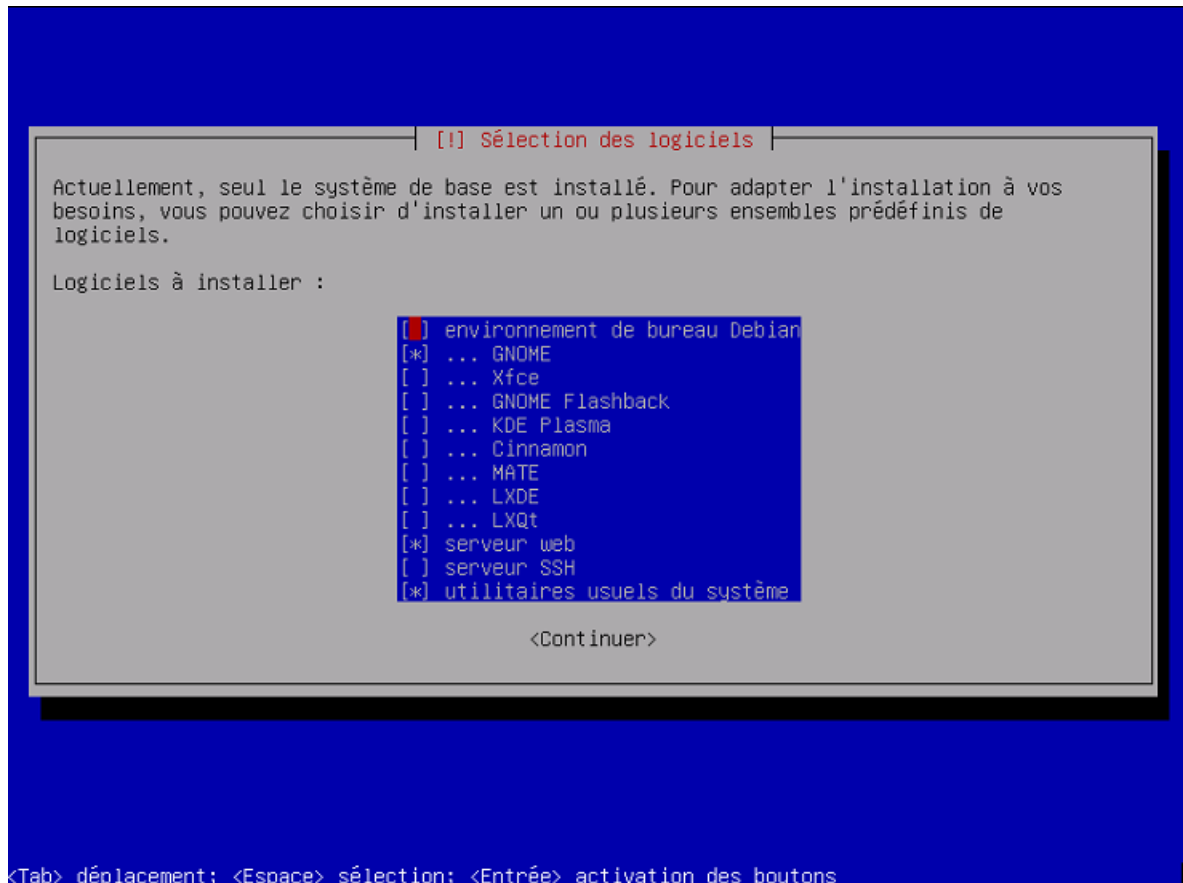 [!] Sélection des logiciels
Actuellement, seul le système de base est installé. Pour adapter l'installation à vos
besoins, vous pouvez choisir d'installer un ou plusieurs ensembles prédéfinis de
logiciels.
Logiciels à installer :
[ ] environnement de bureau Debian
[*] ... GNOME
[ ] ... Xfce
[ ] ... GNOME Flashback
[ ] ... KDE Plasma
[ ] ... Cinnamon
[ ] ... MATE
[ ] ... LXDE
[ ] ... LXQt
[*] serveur web
[ ] serveur SSH
[*] utilitaires usuels du système
<Continuer>
<Tab> déplacement; <Espace> sélection; <Entrée> activation des boutons